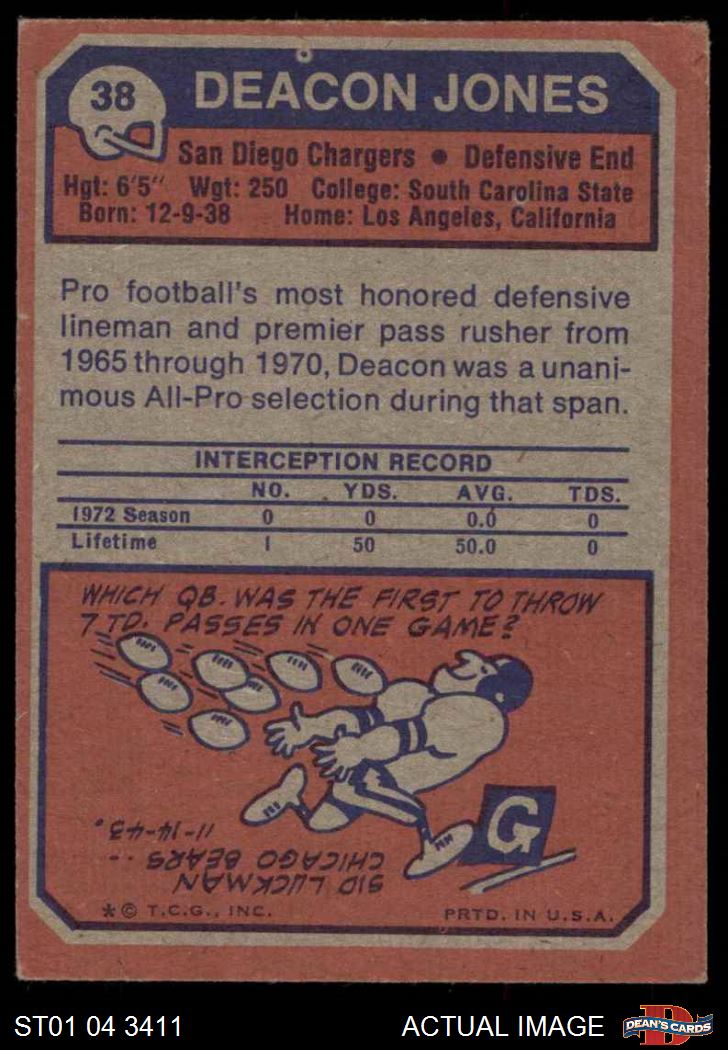 38
DEACON JONES
San Diego Chargers • Defensive End
Hgt: 6'5" Wgt: 250 College: South Carolina State
Born: 12-9-38 Home: Los Angeles, California
Pro football's most honored defensive
lineman and premier pass rusher from
1965 through 1970, Deacon was a unani-
mous All-Pro selection during that span.
INTERCEPTION RECORD
NO. YDS. AVG. TDS.
1972 Season 0 0 0.0 0
Lifetime 1 50 50.0 0
WHICH QB. WAS THE FIRST TO THROW
7 TD. PASSES IN ONE GAME?
G
SID LUCKMAN
CHICAGO BEARS . .
11-14-43.
* © T.C.G., INC. PRTD. IN U.S.A.
ST01 04 3411 ACTUAL IMAGE
D
DEAN'S CARDS